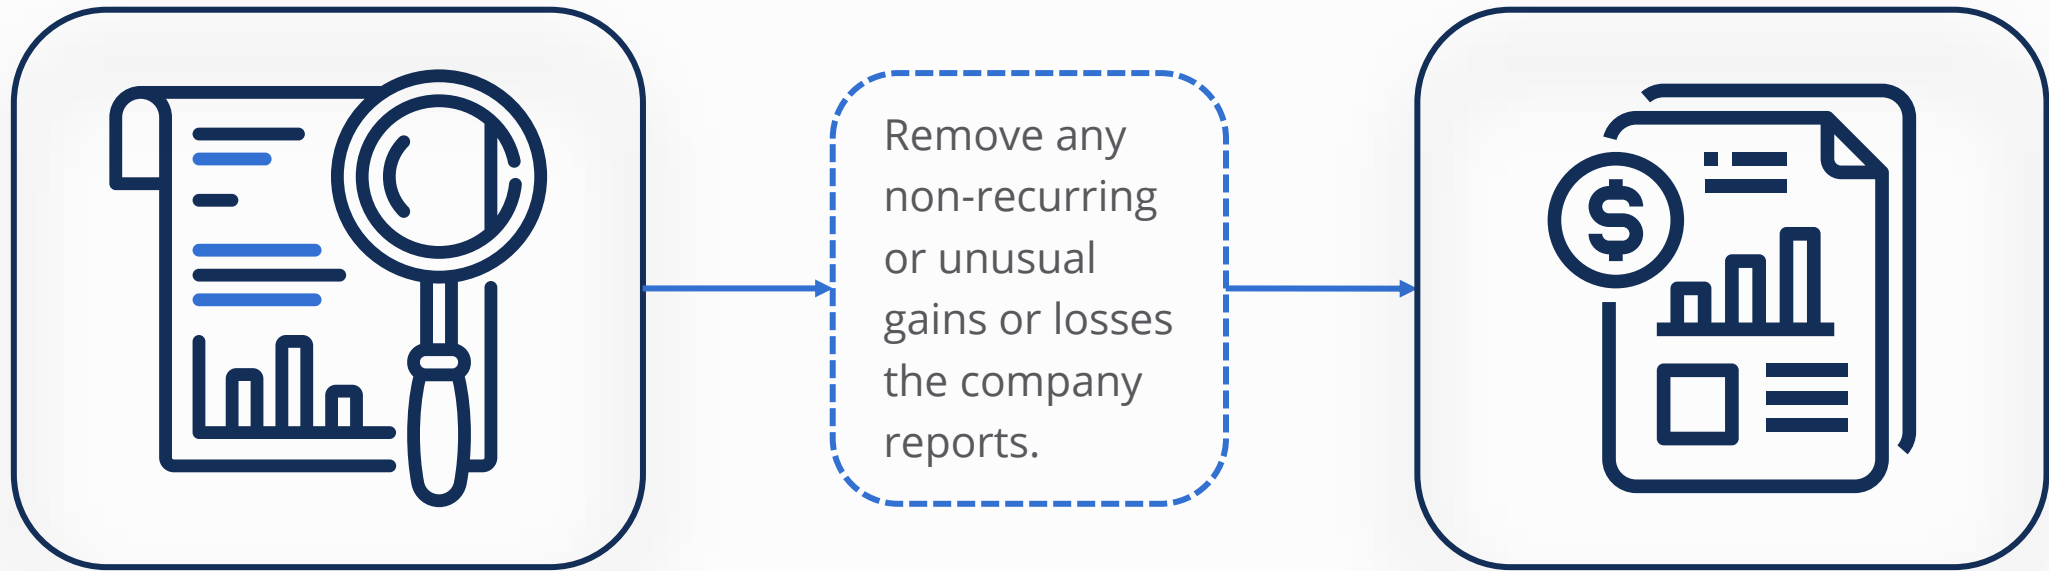 Remove any
non-recurring
or unusual
gains or losses
the company
reports.
$